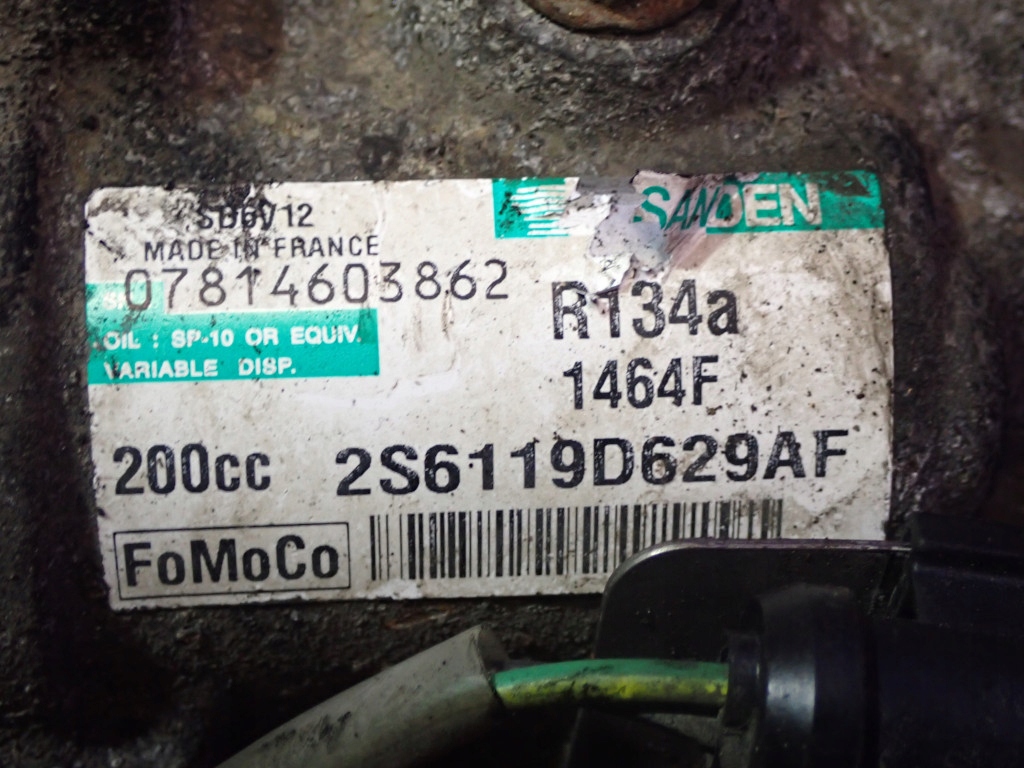 SD6V12
SANDEN
MADE IN FRANCE
07814603862
R134a
OIL : SP-10 OR EQUIV.
VARIABLE DISP.
1464F
200cc
2S6119D629AF
FoMoCo